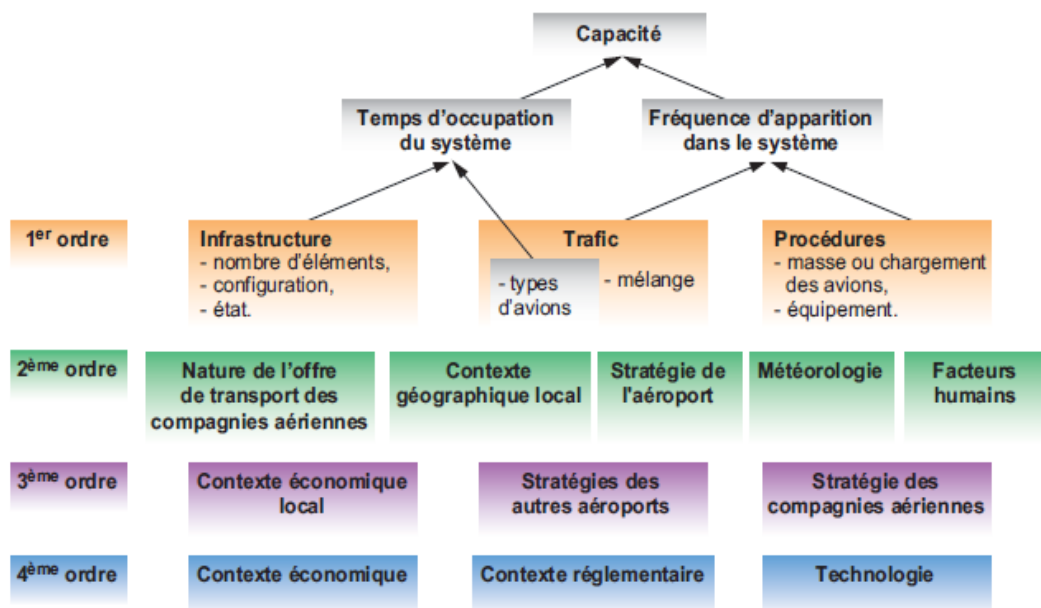 Capacité
Temps d'occupation
du système
Fréquence d'apparition
dans le système
1er ordre
Infrastructure
- nombre d'éléments,
- configuration,
- état.
Trafic
- types
d'avions
- mélange
Procédures
- masse ou chargement
des avions,
- équipement.
2ème ordre
Nature de l'offre
de transport des
compagnies aériennes
Contexte
géographique local
Stratégie de
l'aéroport
Météorologie
Facteurs
humains
3ème ordre
Contexte économique
local
Stratégies des
autres aéroports
Stratégie des
compagnies aériennes
4ème ordre
Contexte économique
Contexte réglementaire
Technologie